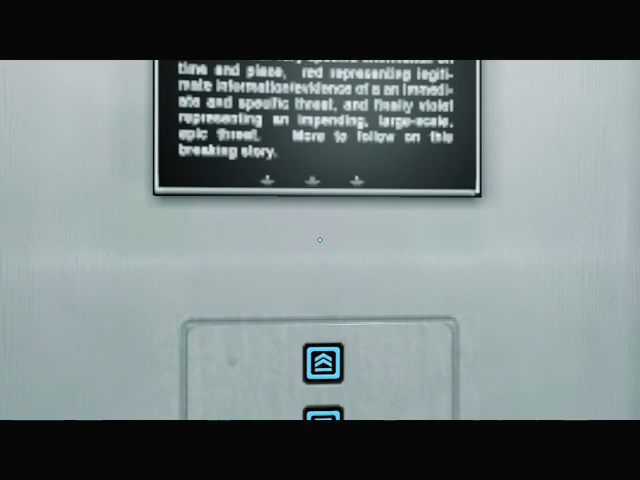 time and place, red representing legiti-
mate information/evidence of a an immedi-
ate and specific threat, and finally violet
representing an impending, large-scale,
epic threat. More to follow on this
breaking story.